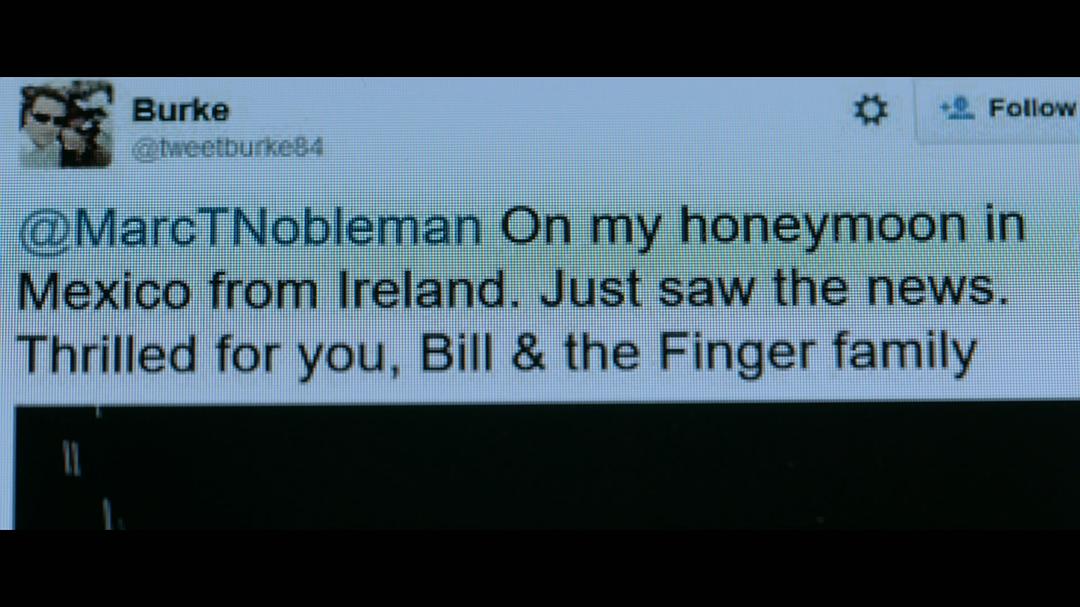 Burke
@tweetburke84
Follow
@MarcTNobleman On my honeymoon in
Mexico from Ireland. Just saw the news.
Thrilled for you, Bill & the Finger family